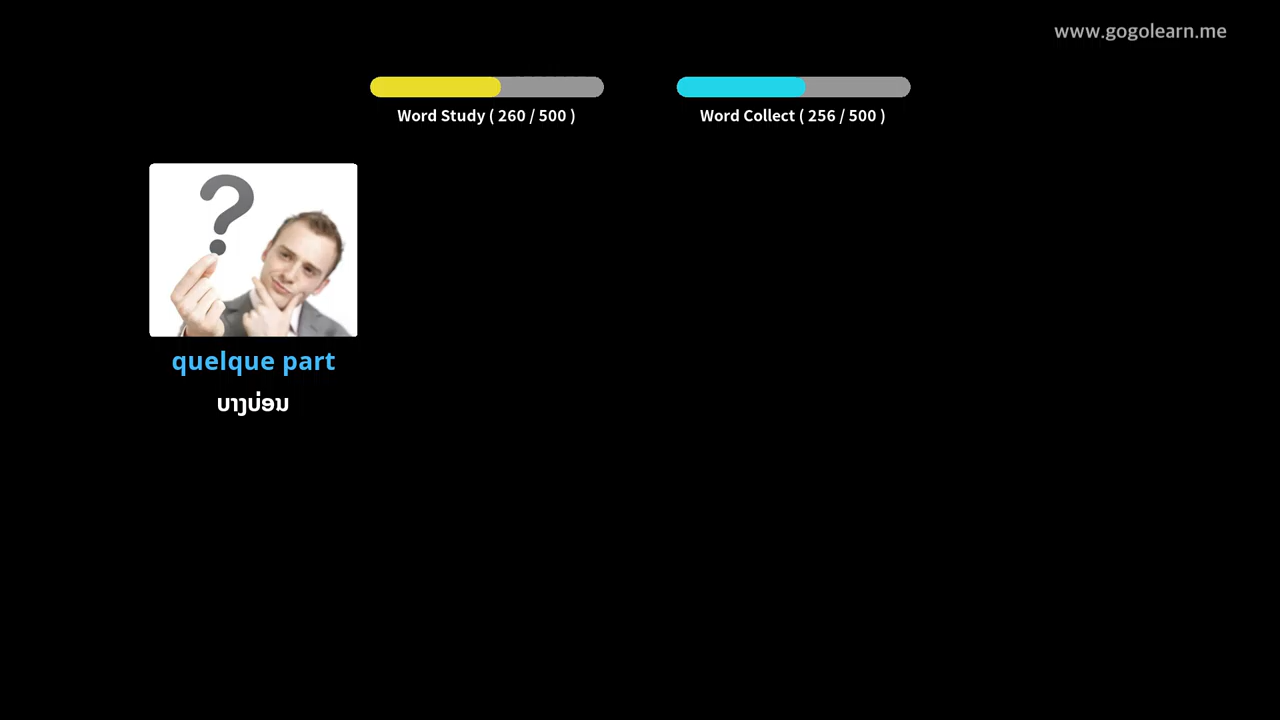 www.gogolearn.me
Word Study ( 260 / 500 )
Word Collect ( 256 / 500 )
?
quelque part
ບາງບ່ອນ